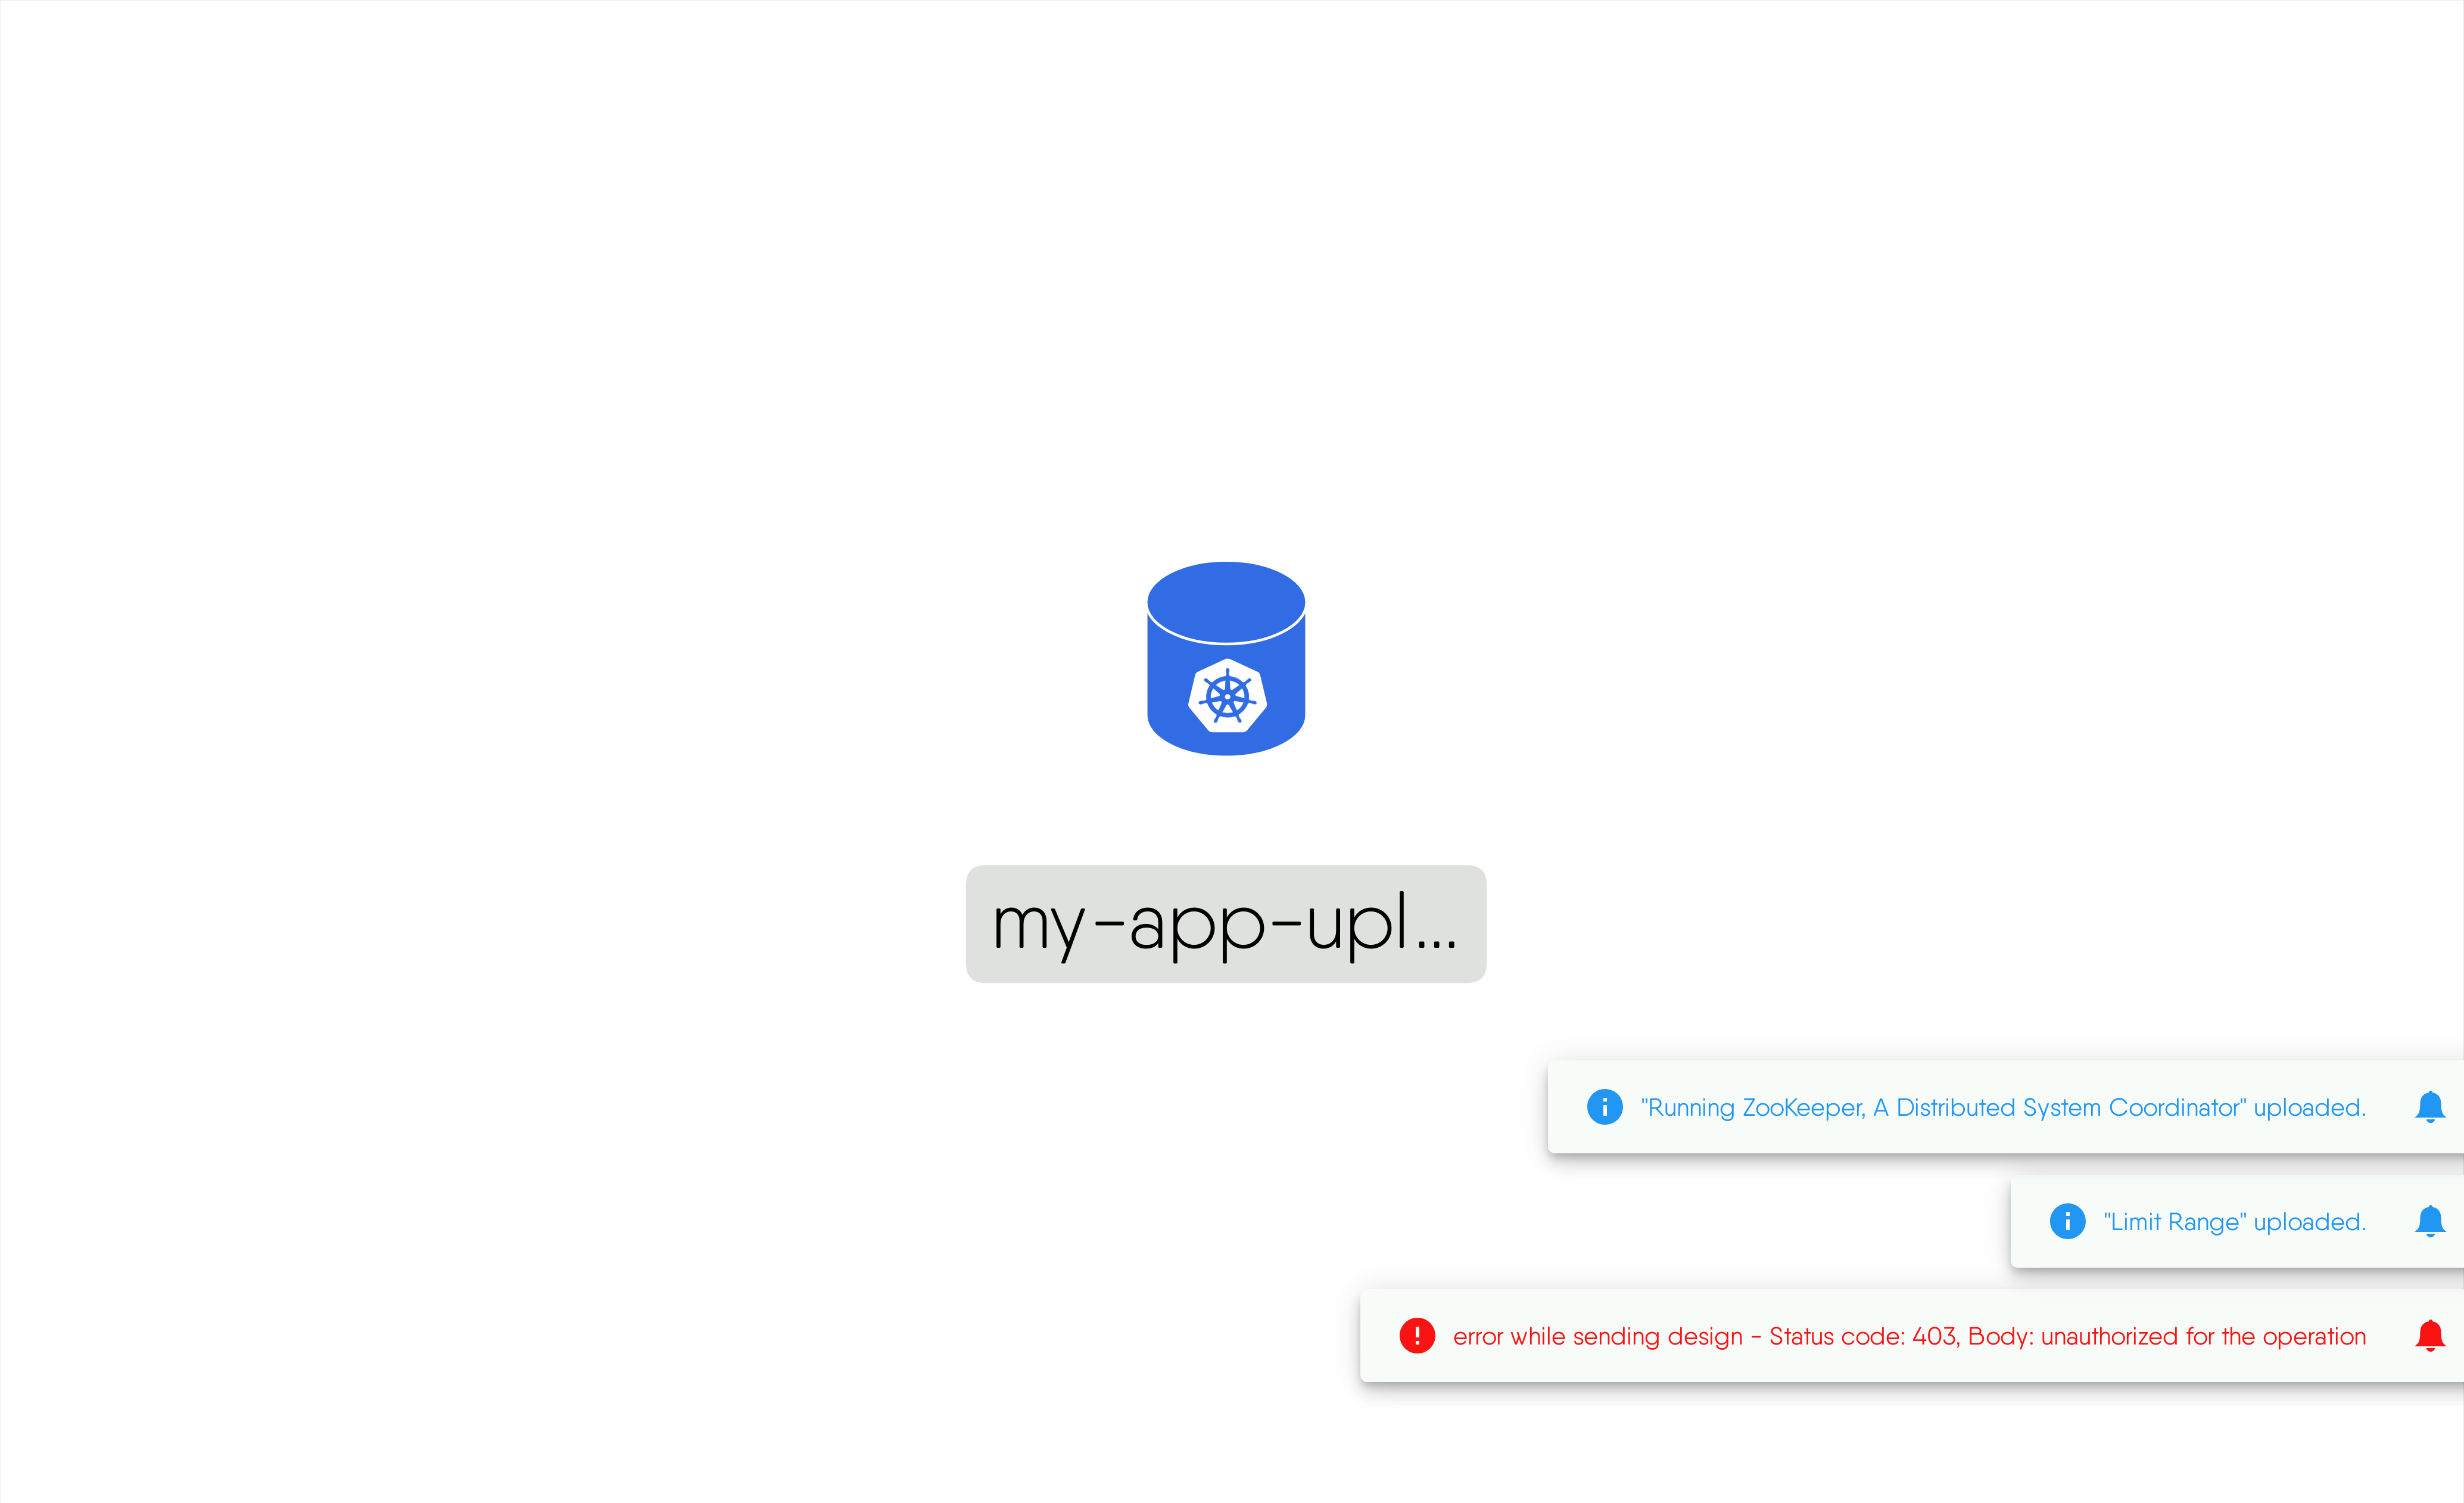 my-app-upl...
"Running ZooKeeper, A Distributed System Coordinator" uploaded.
"Limit Range" uploaded.
error while sending design - Status code: 403, Body: unauthorized for the operation